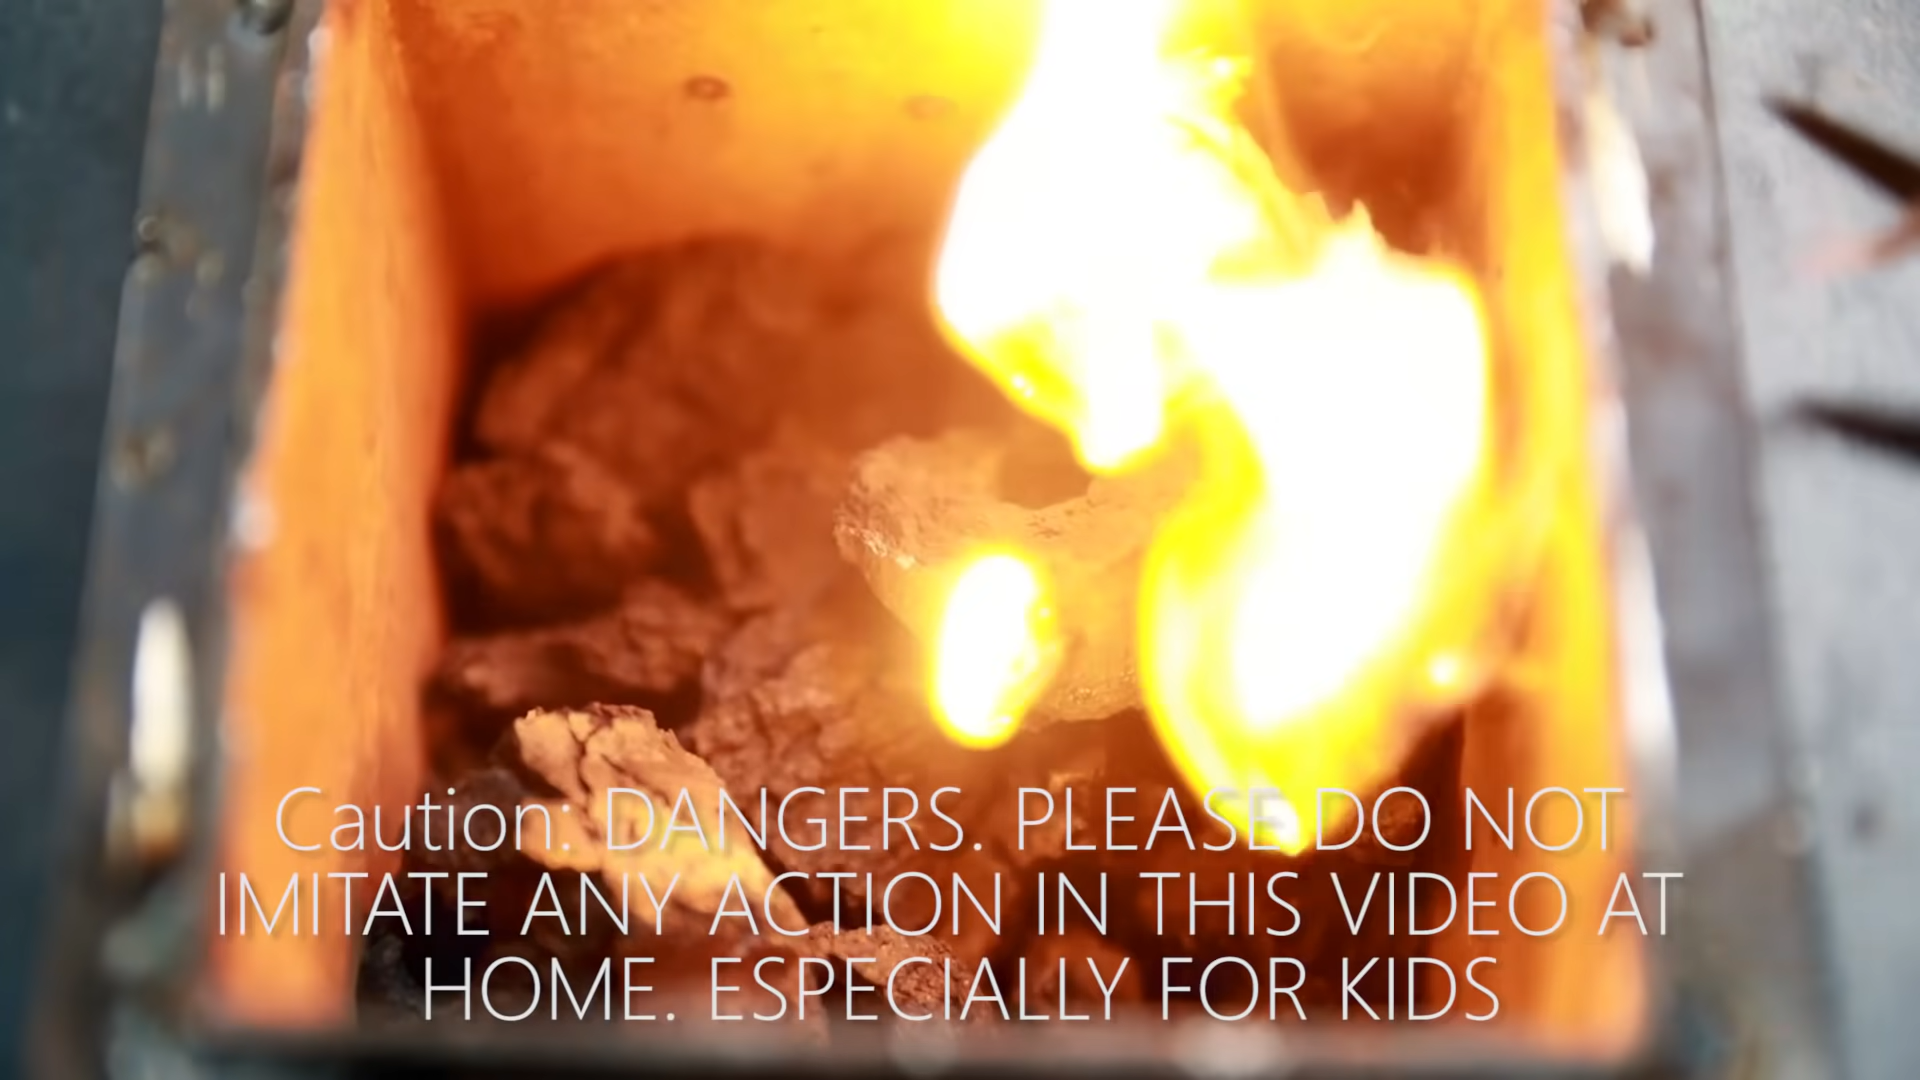 Caution: DANGERS. PLEASE DO NOT
IMITATE ANY ACTION IN THIS VIDEO AT
HOME. ESPECIALLY FOR KIDS